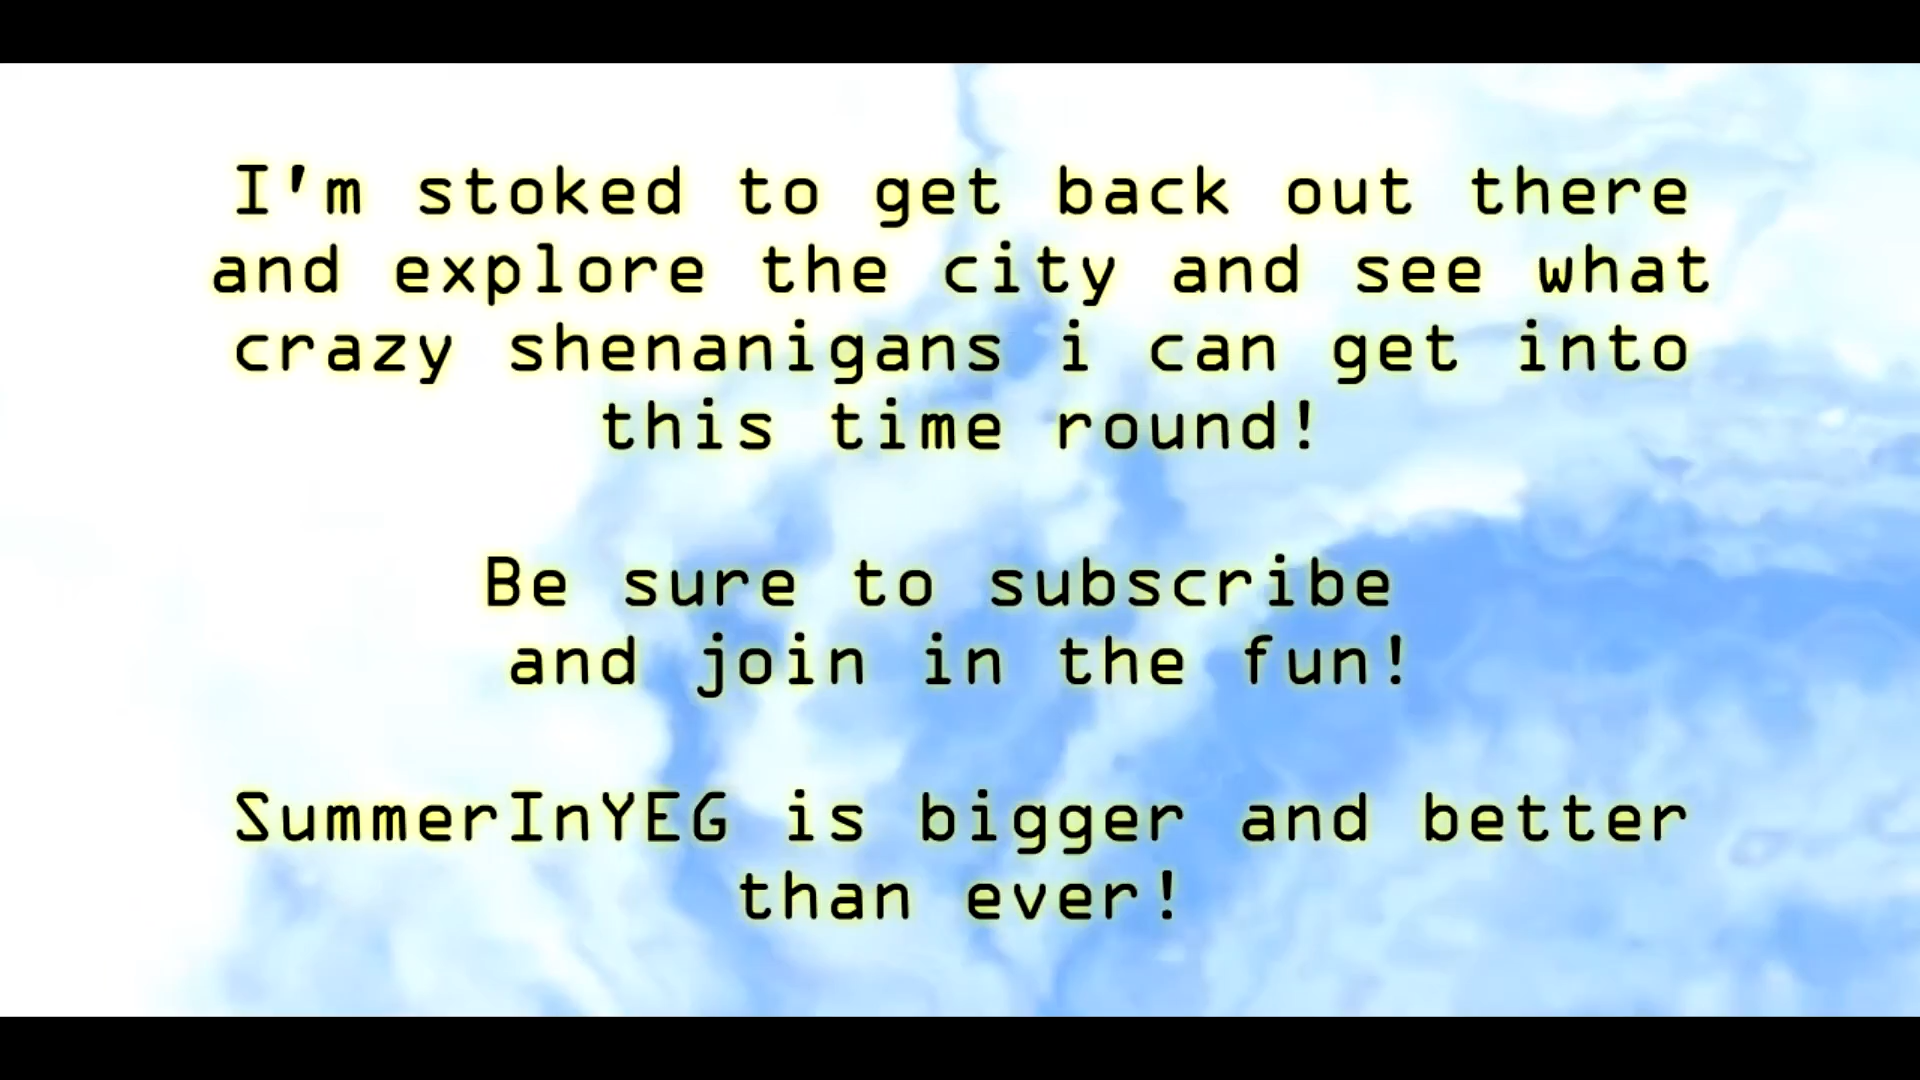 I'm stoked to get back out there
and explore the city and see what
crazy shenanigans i can get into
this time round!
Be sure to subscribe
and join in the fun!
SummerInYEG is bigger and better
than ever!